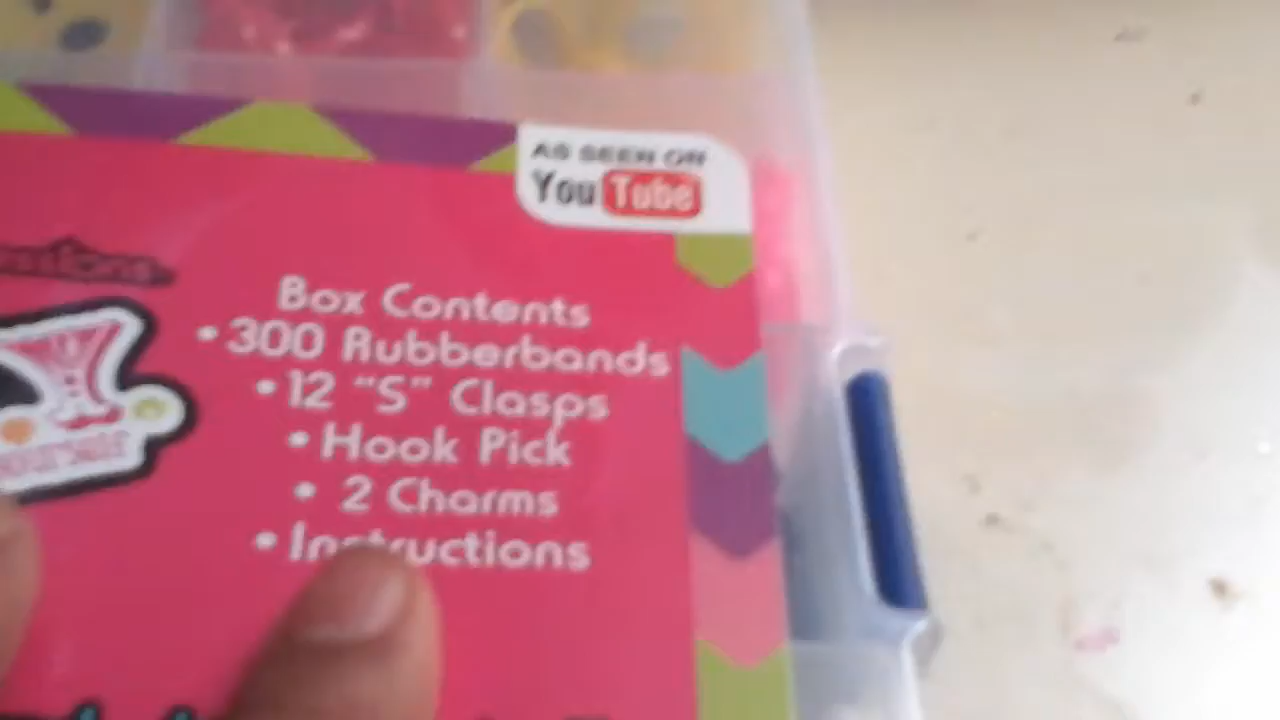 AS SEEN ON
YouTube
Box Contents
• 300 Rubberbands
• 12 "S" Clasps
• Hook Pick
• 2 Charms
• Instructions